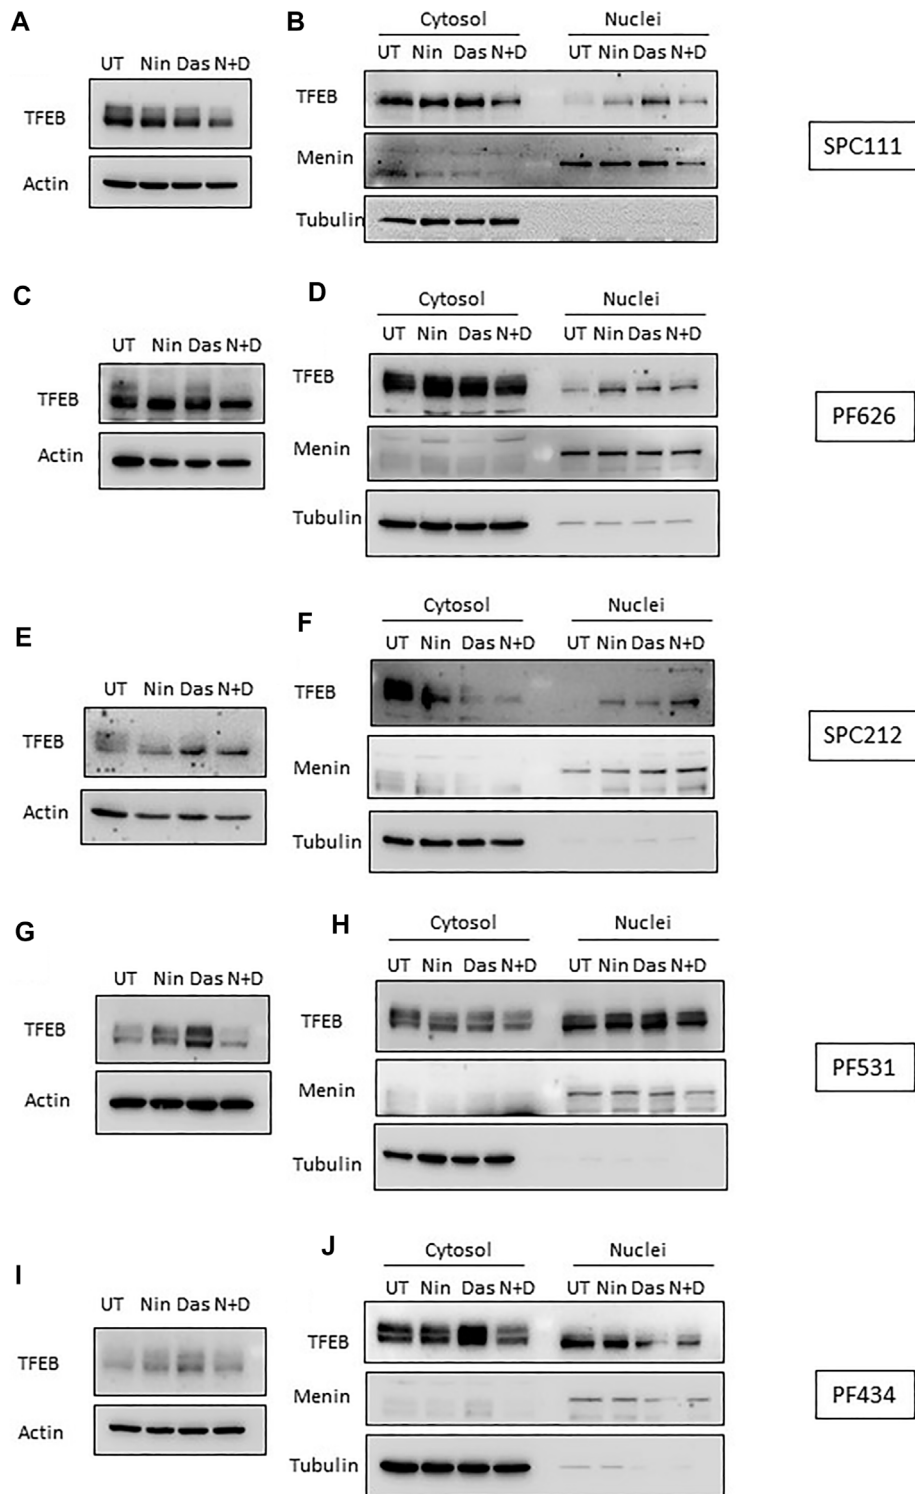 A
UT Nin Das N+D
TFEB
Actin
B
Cytosol Nuclei
UT Nin Das N+D UT Nin Das N+D
TFEB
Menin
Tubulin
SPC111
C
UT Nin Das N+D
TFEB
Actin
D
Cytosol Nuclei
UT Nin Das N+D UT Nin Das N+D
TFEB
Menin
Tubulin
PF626
E
UT Nin Das N+D
TFEB
Actin
F
Cytosol Nuclei
UT Nin Das N+D UT Nin Das N+D
TFEB
Menin
Tubulin
SPC212
G
UT Nin Das N+D
TFEB
Actin
H
Cytosol Nuclei
UT Nin Das N+D UT Nin Das N+D
TFEB
Menin
Tubulin
PF531
I
UT Nin Das N+D
TFEB
Actin
J
Cytosol Nuclei
UT Nin Das N+D UT Nin Das N+D
TFEB
Menin
Tubulin
PF434